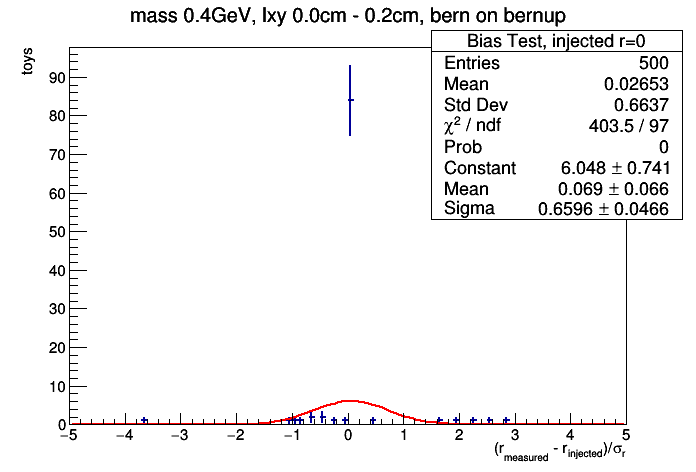 mass 0.4GeV, lxy 0.0cm - 0.2cm, bern on bernup
Bias Test, injected r=0
Entries 500
Mean 0.02653
Std Dev 0.6637
χ² / ndf 403.5 / 97
Prob 0
Constant 6.048 ± 0.741
Mean 0.069 ± 0.066
Sigma 0.6596 ± 0.0466
toys
90
80
70
60
50
40
30
20
10
0
−5 −4 −3 −2 −1 0 1 2 3 4 5
(r_measured - r_injected)/σ_r